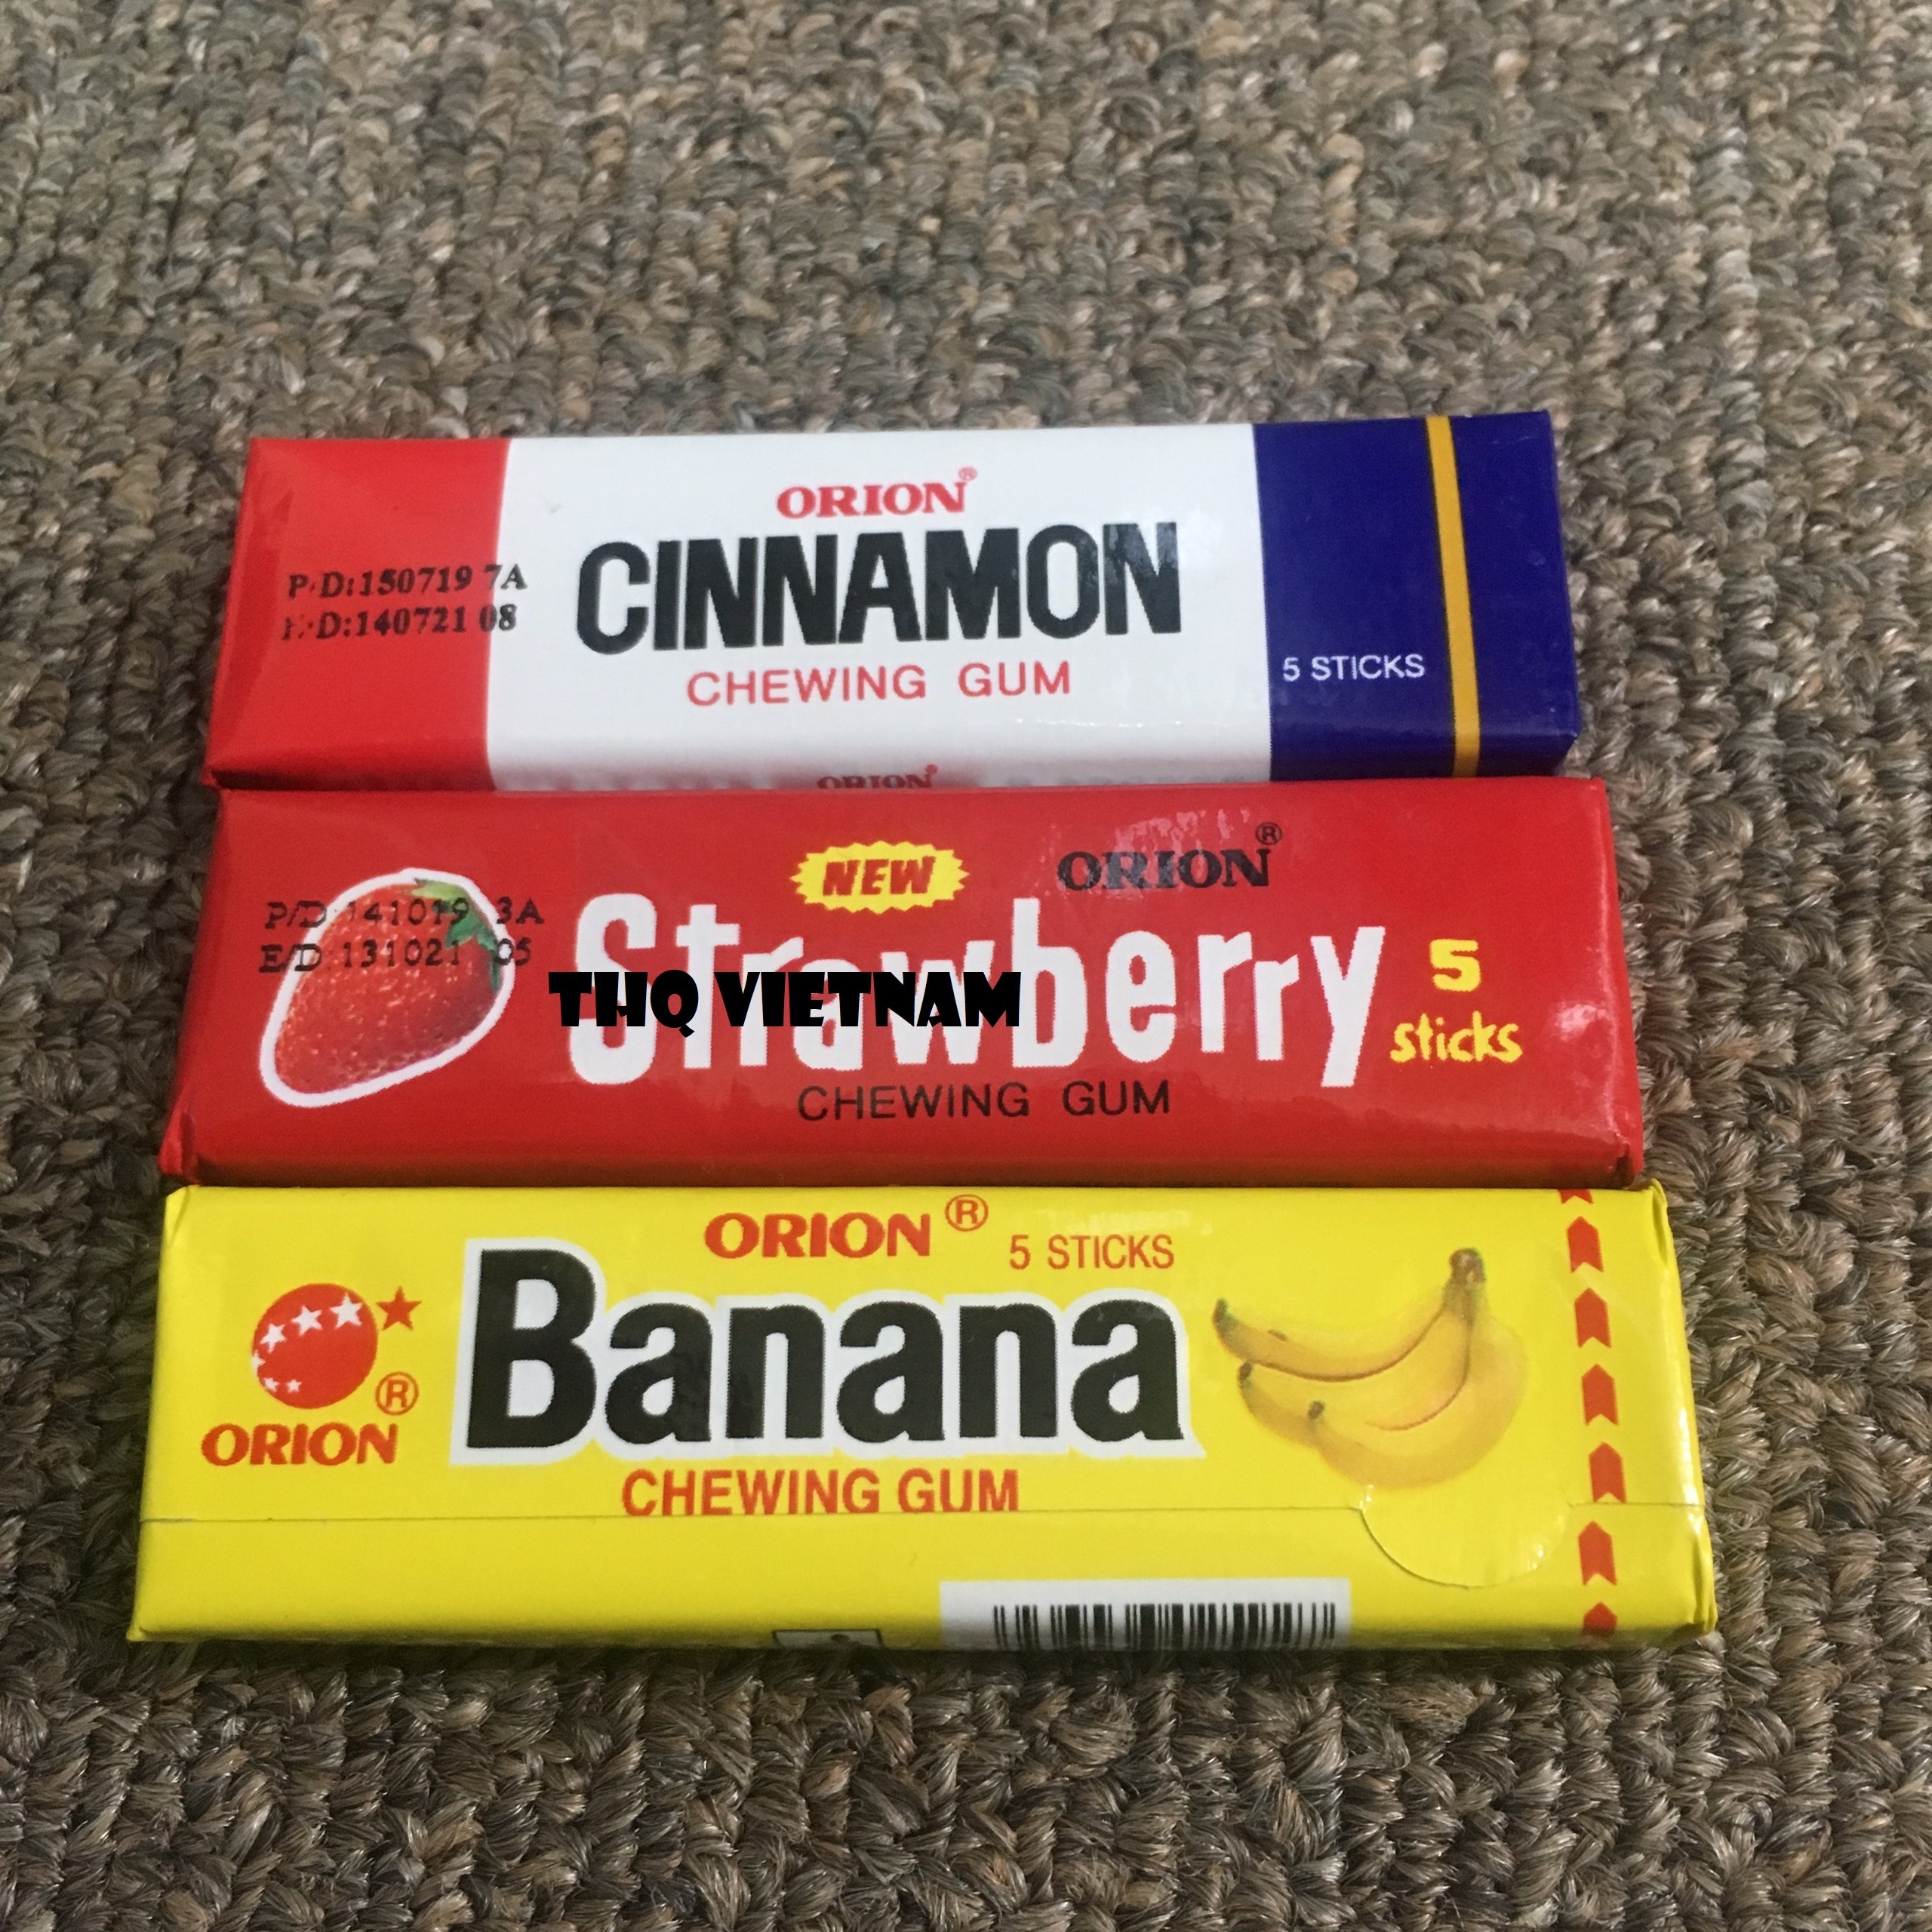 ORION®
CINNAMON
CHEWING GUM
P/D:150719 7A
E/D:140721 08
5 STICKS
ORION®
NEW
ORION®
P/D:141019 3A
E/D:131021 05
Strawberry
5
sticks
THQ VIETNAM
CHEWING GUM
ORION®
5 STICKS
Banana
®
ORION
CHEWING GUM